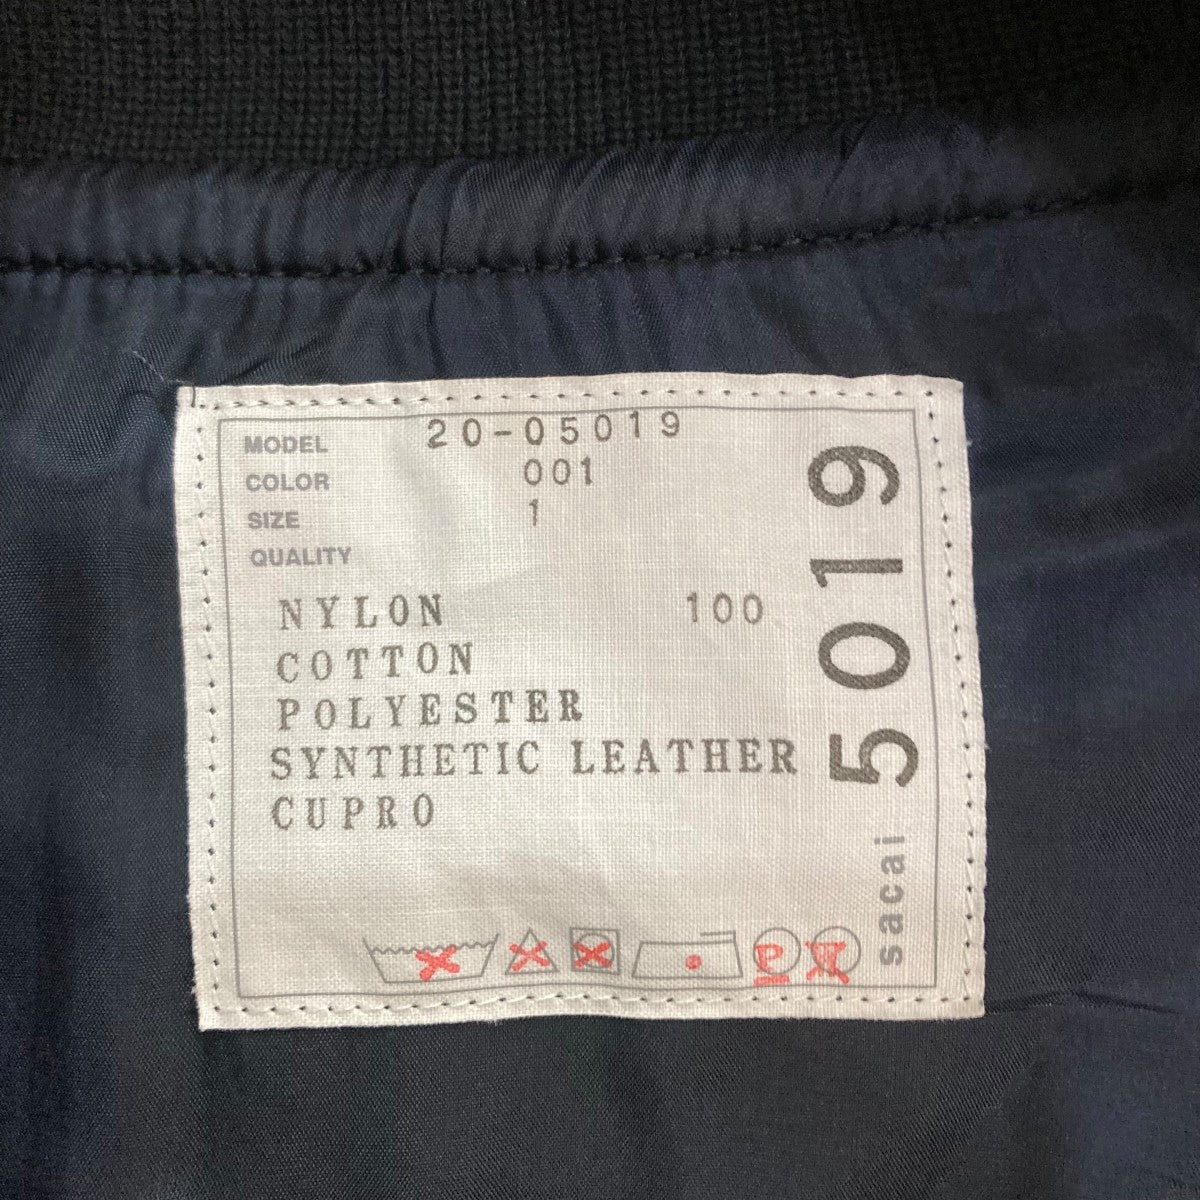 MODEL 20-05019
COLOR 001
SIZE 1
QUALITY
NYLON 100
COTTON
POLYESTER
SYNTHETIC LEATHER
CUPRO
P
W
sacai 5019